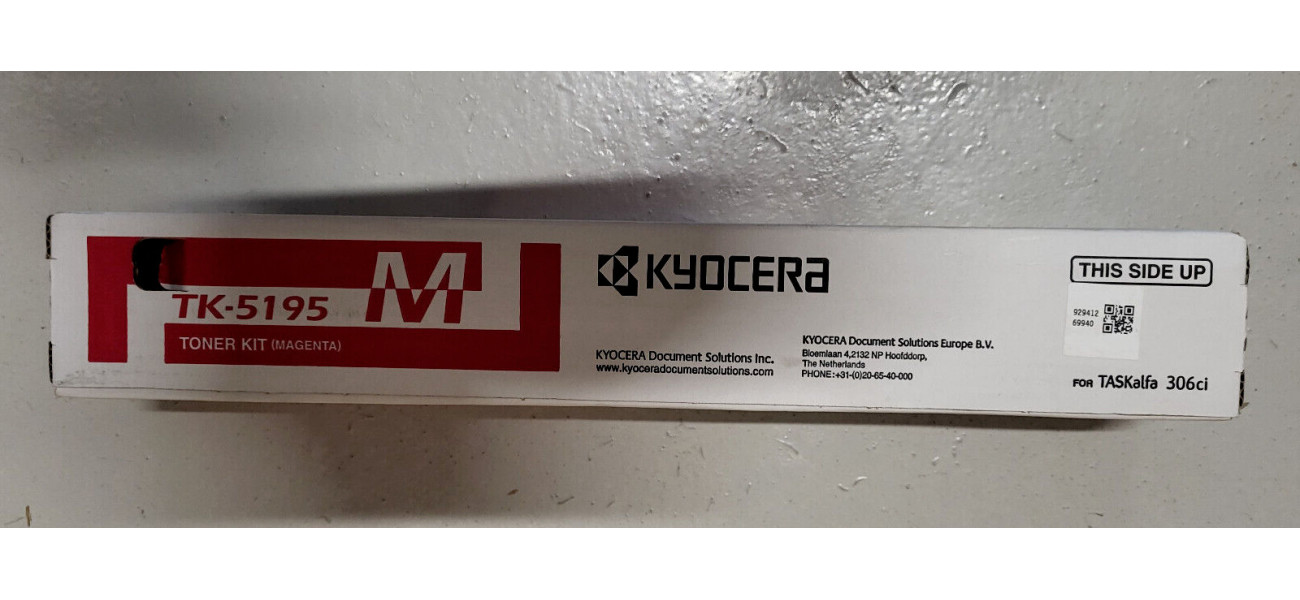 TK-5195
M
TONER KIT (MAGENTA)
KYOCERA
KYOCERA Document Solutions Inc.
www.kyoceradocumentsolutions.com
KYOCERA Document Solutions Europe B.V.
Bloemlaan 4,2132 NP Hoofddorp,
The Netherlands
PHONE:+31-(0)20-65-40-000
THIS SIDE UP
929412
69940
FOR TASKalfa 306ci